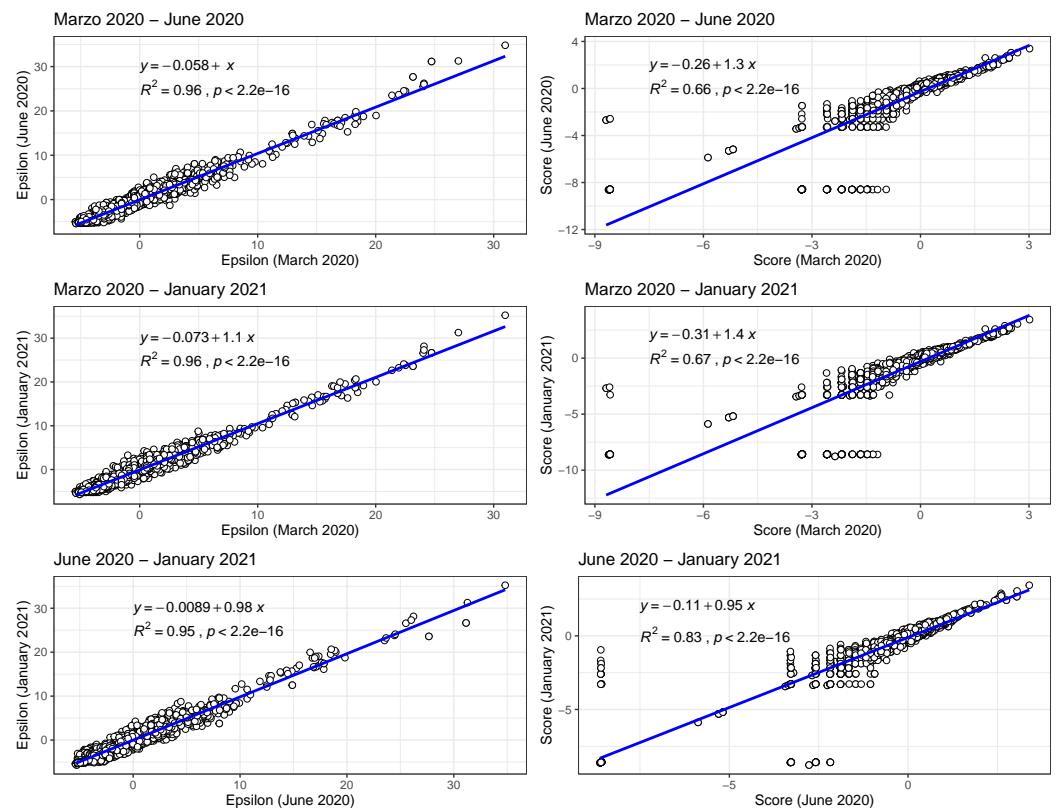 Marzo 2020 − June 2020
30
20
10
0
Epsilon (June 2020)
y = −0.058 + x
R² = 0.96 , p < 2.2e−16
0 10 20 30
Epsilon (March 2020)
Marzo 2020 − June 2020
4
0
−4
−8
−12
Score (June 2020)
y = −0.26 + 1.3 x
R² = 0.66 , p < 2.2e−16
−9 −6 −3 0 3
Score (March 2020)
Marzo 2020 − January 2021
30
20
10
0
Epsilon (January 2021)
y = −0.073 + 1.1 x
R² = 0.96 , p < 2.2e−16
0 10 20 30
Epsilon (March 2020)
Marzo 2020 − January 2021
0
−5
−10
Score (January 2021)
y = −0.31 + 1.4 x
R² = 0.67 , p < 2.2e−16
−9 −6 −3 0 3
Score (March 2020)
June 2020 − January 2021
30
20
10
0
Epsilon (January 2021)
y = −0.0089 + 0.98 x
R² = 0.95 , p < 2.2e−16
0 10 20 30
Epsilon (June 2020)
June 2020 − January 2021
0
−5
Score (January 2021)
y = −0.11 + 0.95 x
R² = 0.83 , p < 2.2e−16
−5 0
Score (June 2020)